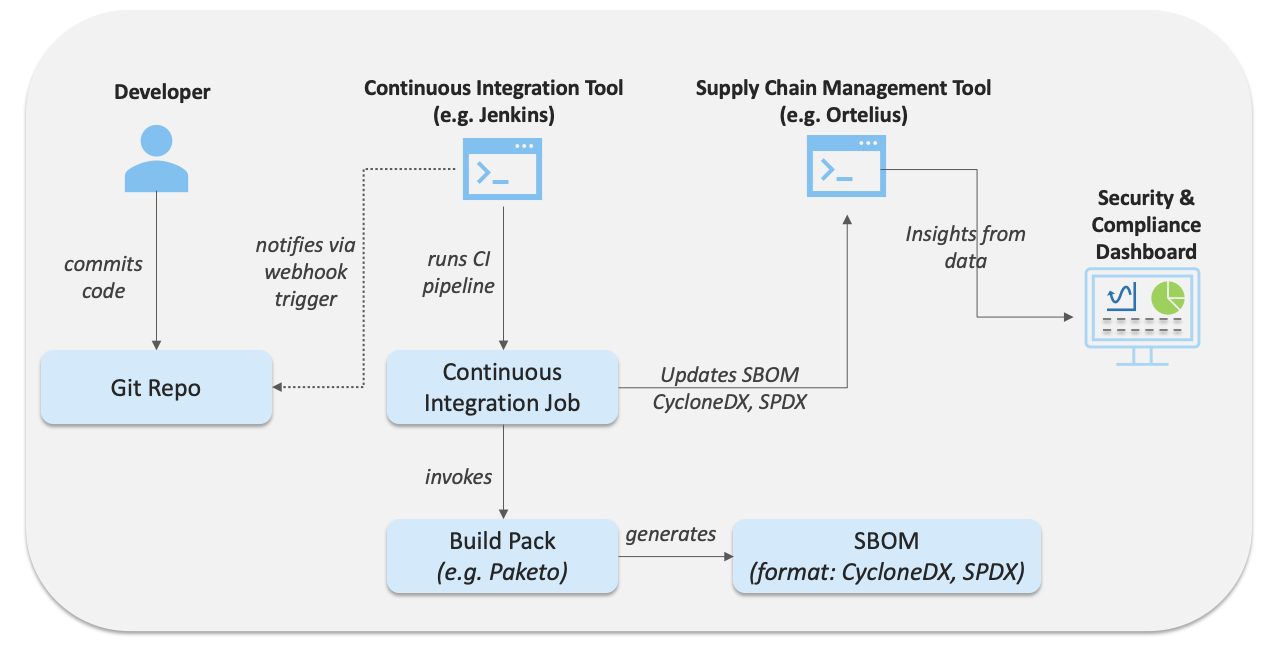 Developer
Continuous Integration Tool
(e.g. Jenkins)
Supply Chain Management Tool
(e.g. Ortelius)
Security &
Compliance
Dashboard
commits
code
notifies via
webhook
trigger
runs CI
pipeline
Insights from
data
Git Repo
Continuous
Integration Job
Updates SBOM
CycloneDX, SPDX
invokes
Build Pack
(e.g. Paketo)
generates
SBOM
(format: CycloneDX, SPDX)